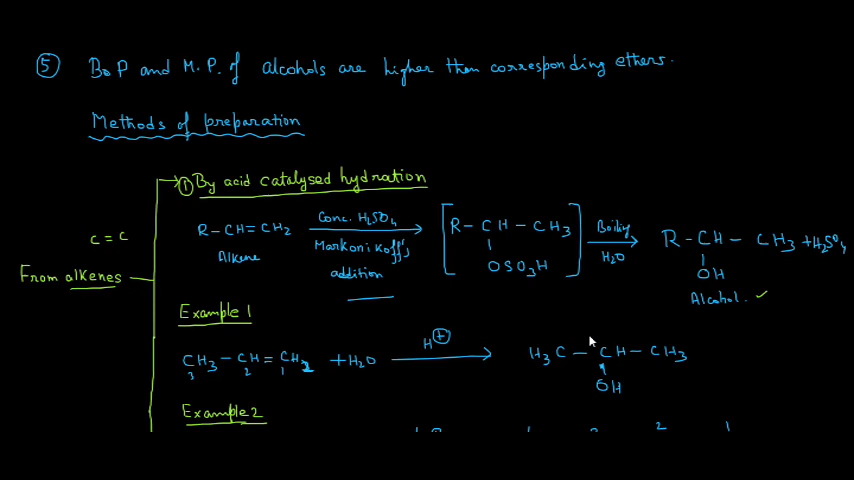 ⑤ B.P and M.P. of alcohols are higher then corresponding ethers.
Methods of preparation
① By acid catalysed hydration
C = C
From alkenes
R - CH = CH2
Alkene
Conc. H2SO4
Markonikoff's
addition
[R - CH - CH3]
OSO3H
Boiling
H2O
R - CH - CH3 + H2SO4
OH
Alcohol. ✓
Example 1
CH3 - CH = CH2 + H2O
3 2 1
H+
H3C - CH - CH3
OH
Example 2